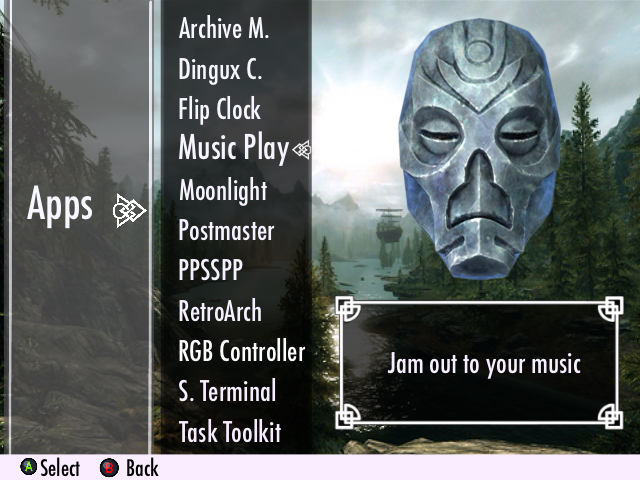 Archive M.
Dingux C.
Flip Clock
Music Play
Moonlight
Apps
Postmaster
PPSSPP
RetroArch
RGB Controller
S. Terminal
Task Toolkit
Jam out to your music
A Select B Back